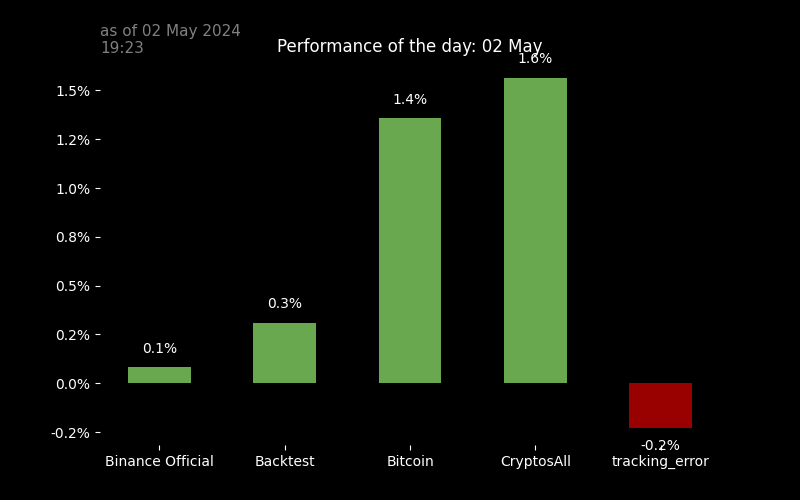 as of 02 May 2024
19:23
Performance of the day: 02 May
1.6%
1.5%
1.4%
1.2%
1.0%
0.8%
0.5%
0.3%
0.2%
0.1%
0.0%
-0.2%
-0.2%
Binance Official
Backtest
Bitcoin
CryptosAll
tracking_error